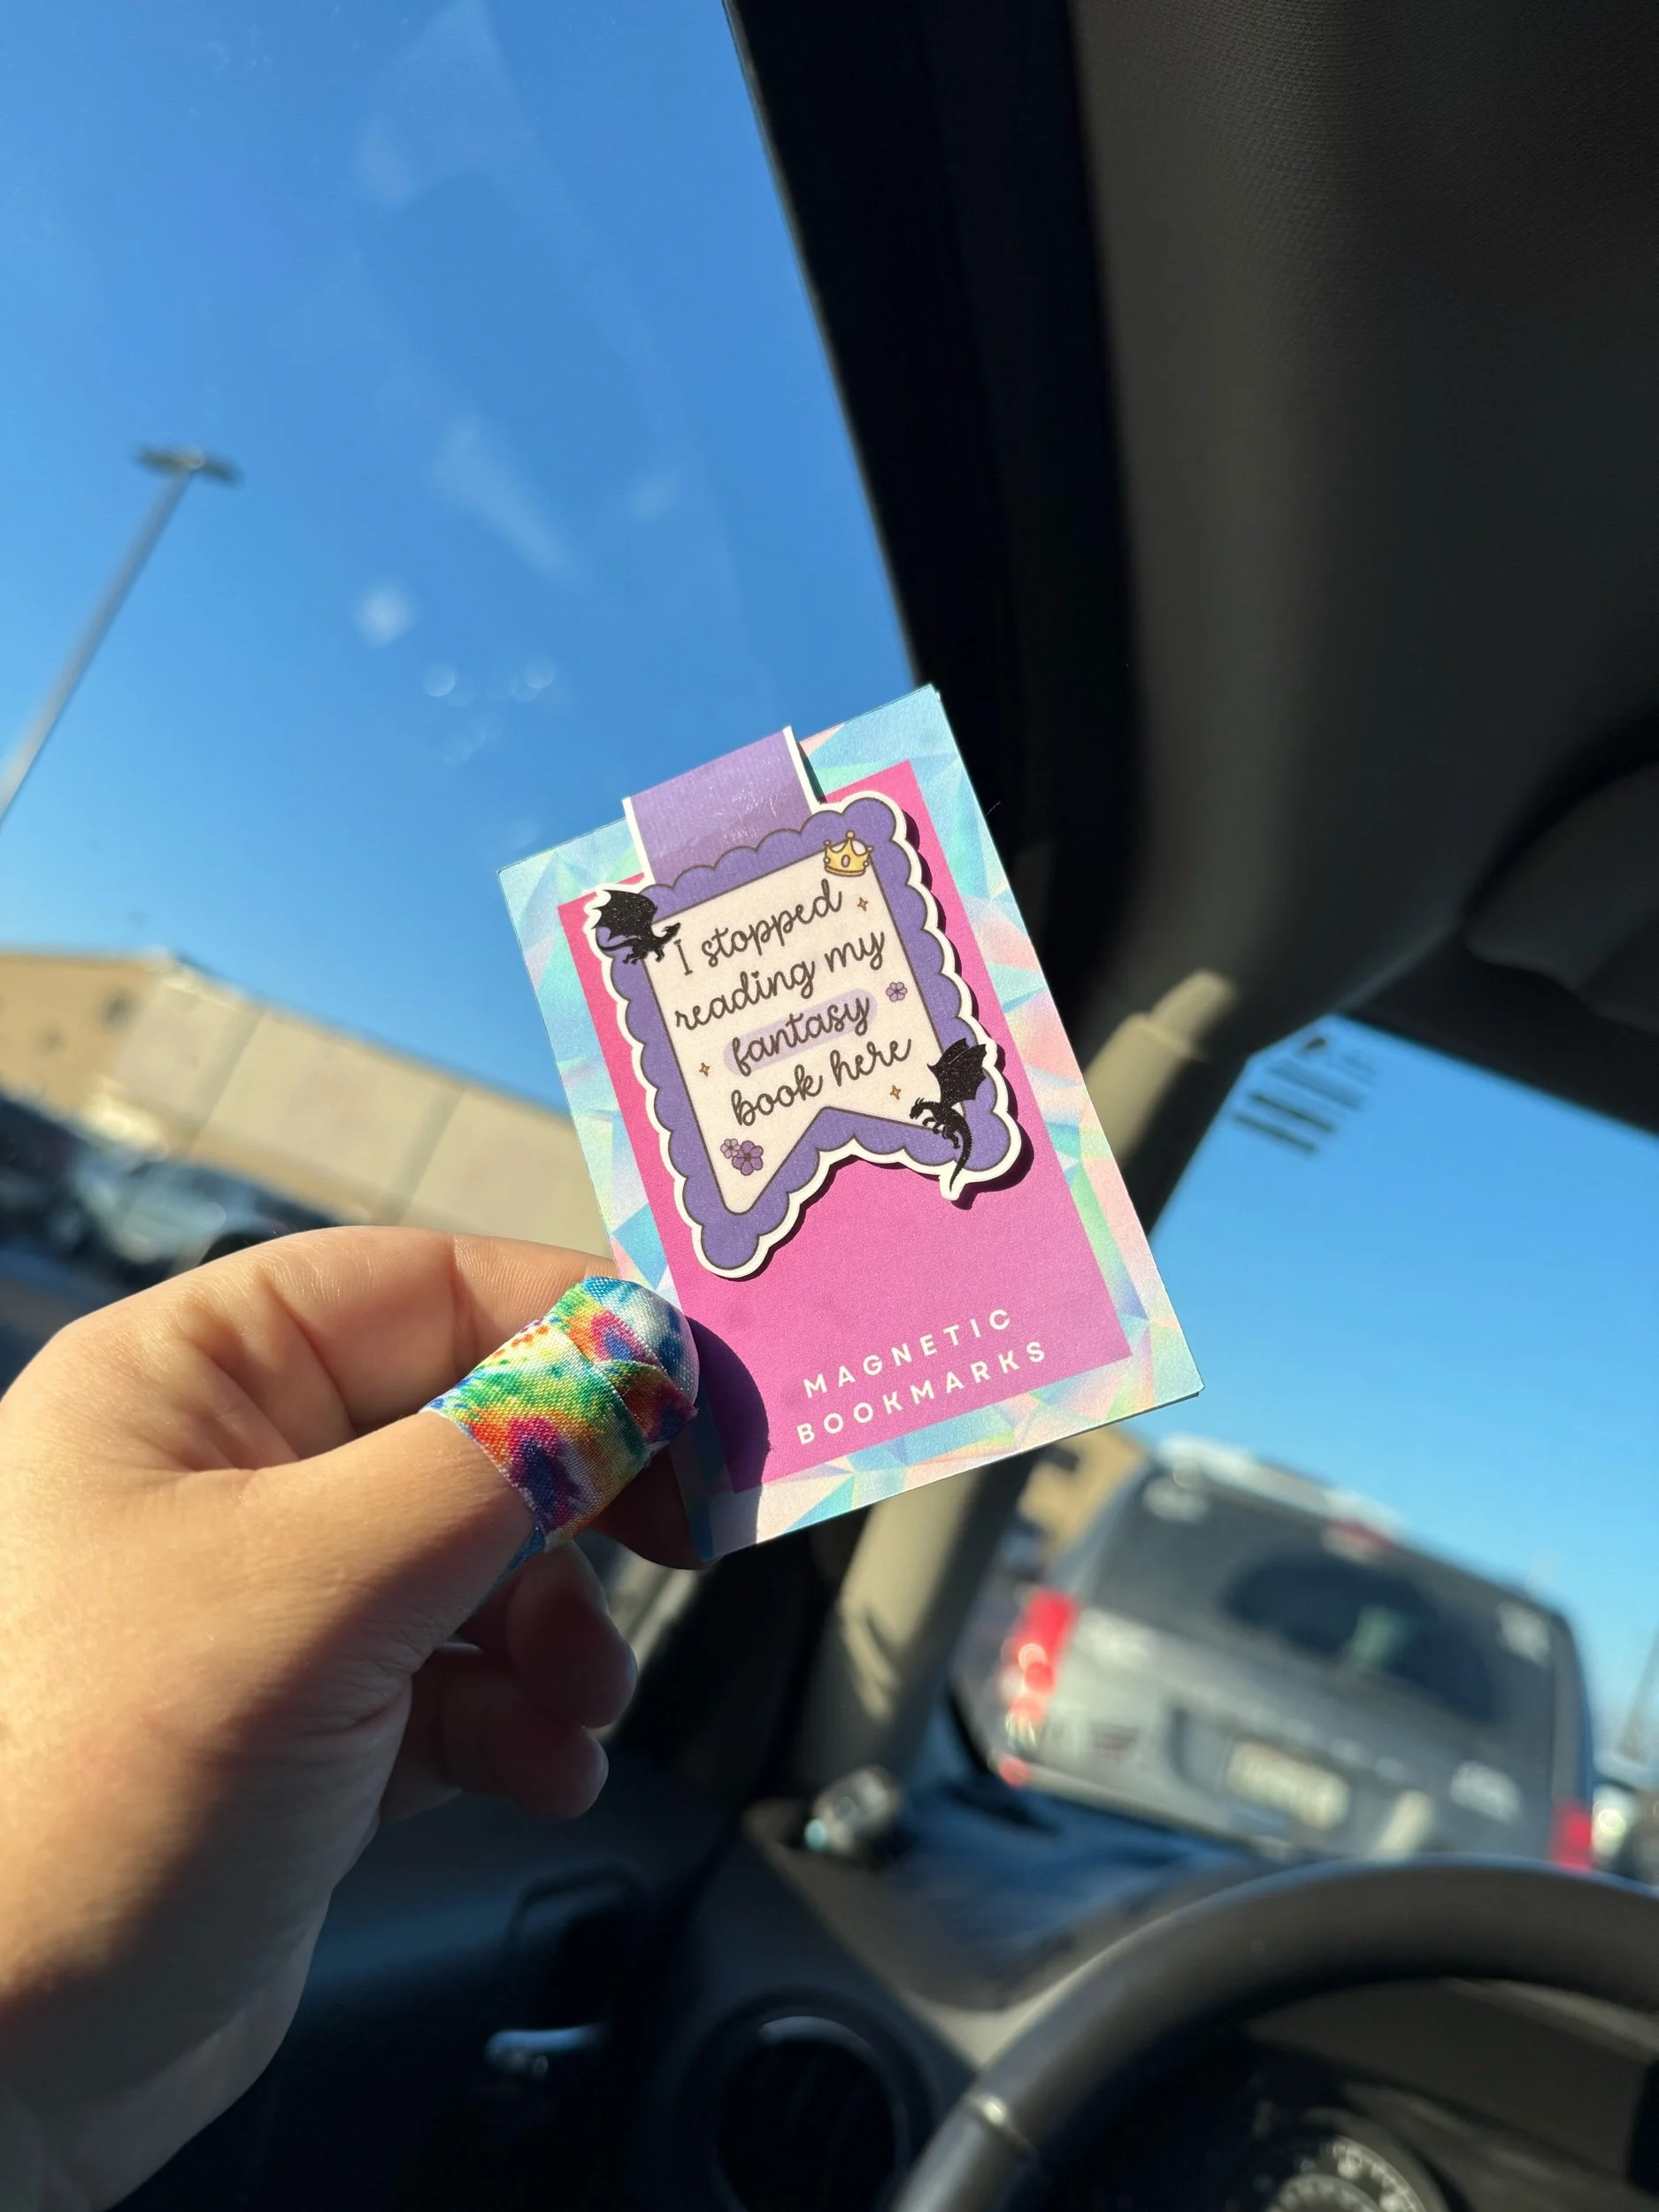 I stopped
reading my
fantasy
book here
MAGNETIC
BOOKMARKS